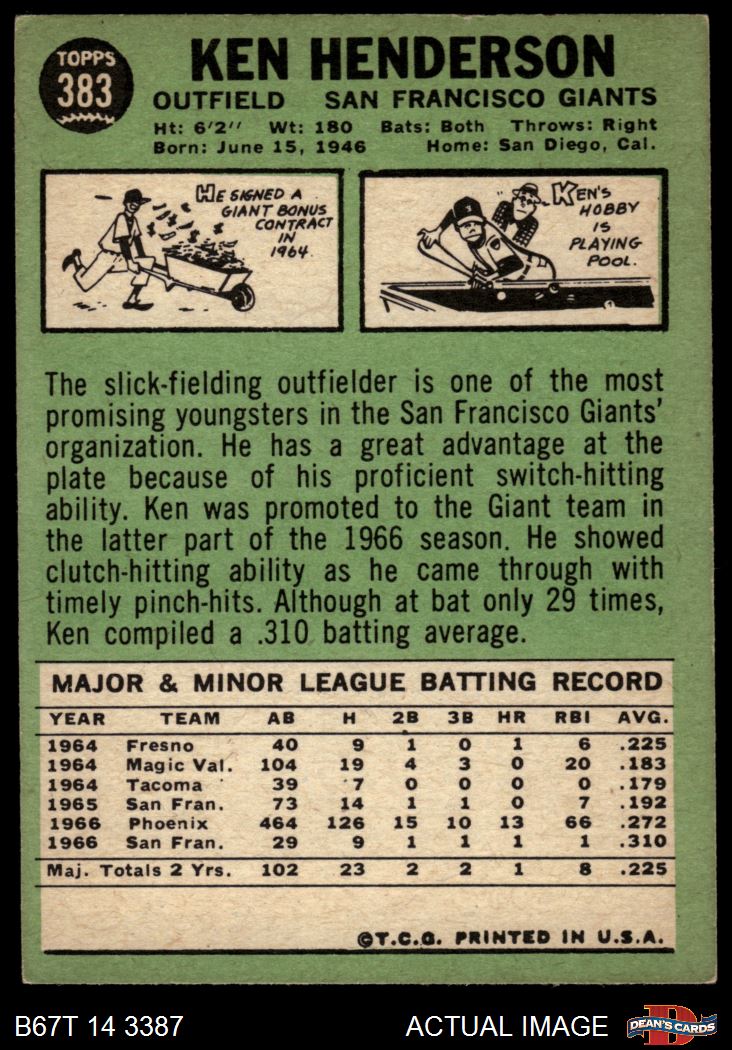 TOPPS
383
KEN HENDERSON
OUTFIELD SAN FRANCISCO GIANTS
Ht: 6'2'' Wt: 180 Bats: Both Throws: Right
Born: June 15, 1946 Home: San Diego, Cal.
HE SIGNED A
GIANT BONUS
CONTRACT
IN
1964.
KEN'S
HOBBY
IS
PLAYING
POOL.
The slick-fielding outfielder is one of the most
promising youngsters in the San Francisco Giants'
organization. He has a great advantage at the
plate because of his proficient switch-hitting
ability. Ken was promoted to the Giant team in
the latter part of the 1966 season. He showed
clutch-hitting ability as he came through with
timely pinch-hits. Although at bat only 29 times,
Ken compiled a .310 batting average.
MAJOR & MINOR LEAGUE BATTING RECORD
YEAR TEAM AB H 2B 3B HR RBI AVG.
1964 Fresno 40 9 1 0 1 6 .225
1964 Magic Val. 104 19 4 3 0 20 .183
1964 Tacoma 39 7 0 0 0 0 .179
1965 San Fran. 73 14 1 1 0 7 .192
1966 Phoenix 464 126 15 10 13 66 .272
1966 San Fran. 29 9 1 1 1 1 .310
Maj. Totals 2 Yrs. 102 23 2 2 1 8 .225
©T.C.G. PRINTED IN U.S.A.
B67T 14 3387 ACTUAL IMAGE
D
DEAN'S CARDS